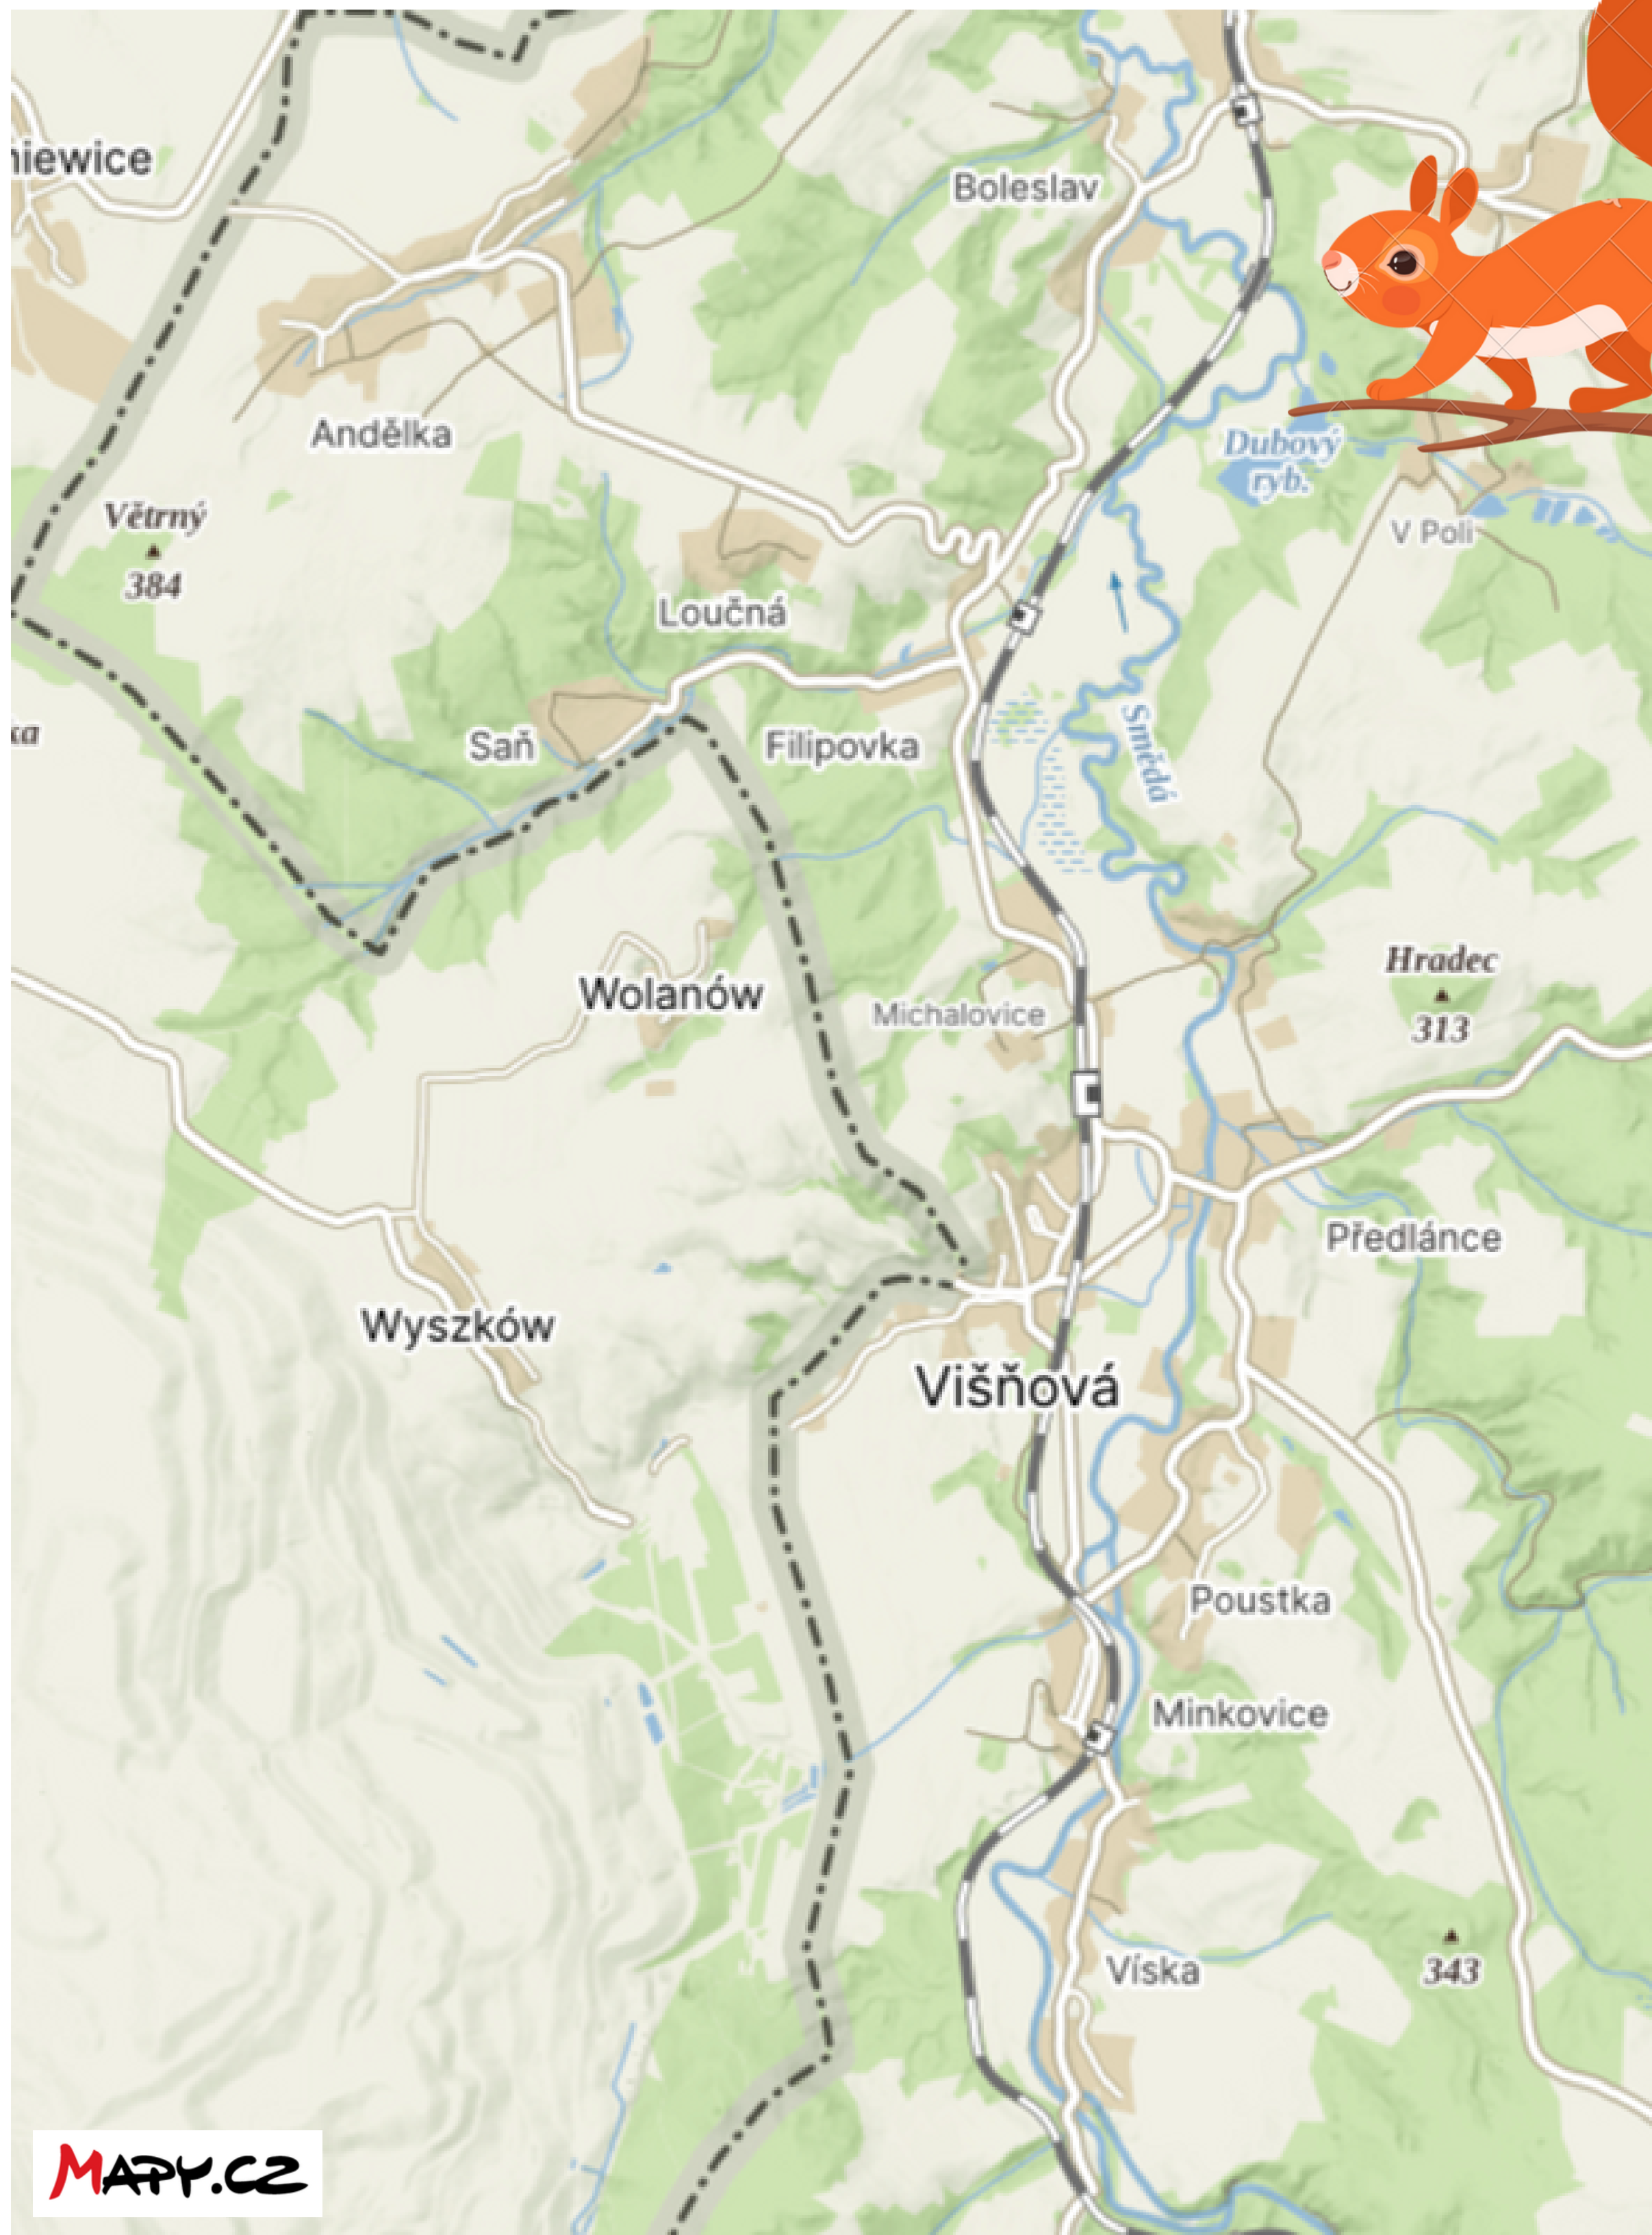 niewice
Boleslav
Andělka
Dubový
ryb.
Větrný
384
V Poli
Loučná
Smědá
Saň
Filipovka
Hradec
313
Wolanów
Michalovice
Předlánce
Wyszków
Višňová
Poustka
Minkovice
Víska
343
MAPY.CZ